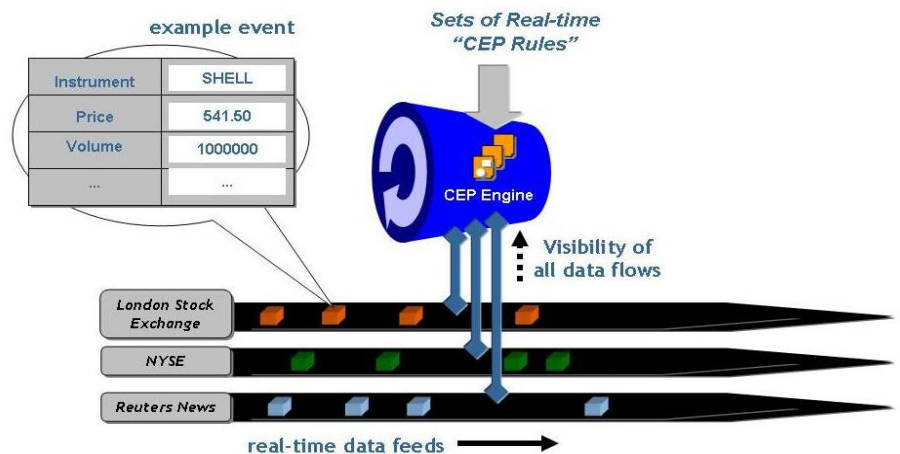 example event
Instrument SHELL
Price 541.50
Volume 1000000
... ...
Sets of Real-time
“CEP Rules”
CEP Engine
Visibility of
all data flows
London Stock
Exchange
NYSE
Reuters News
real-time data feeds